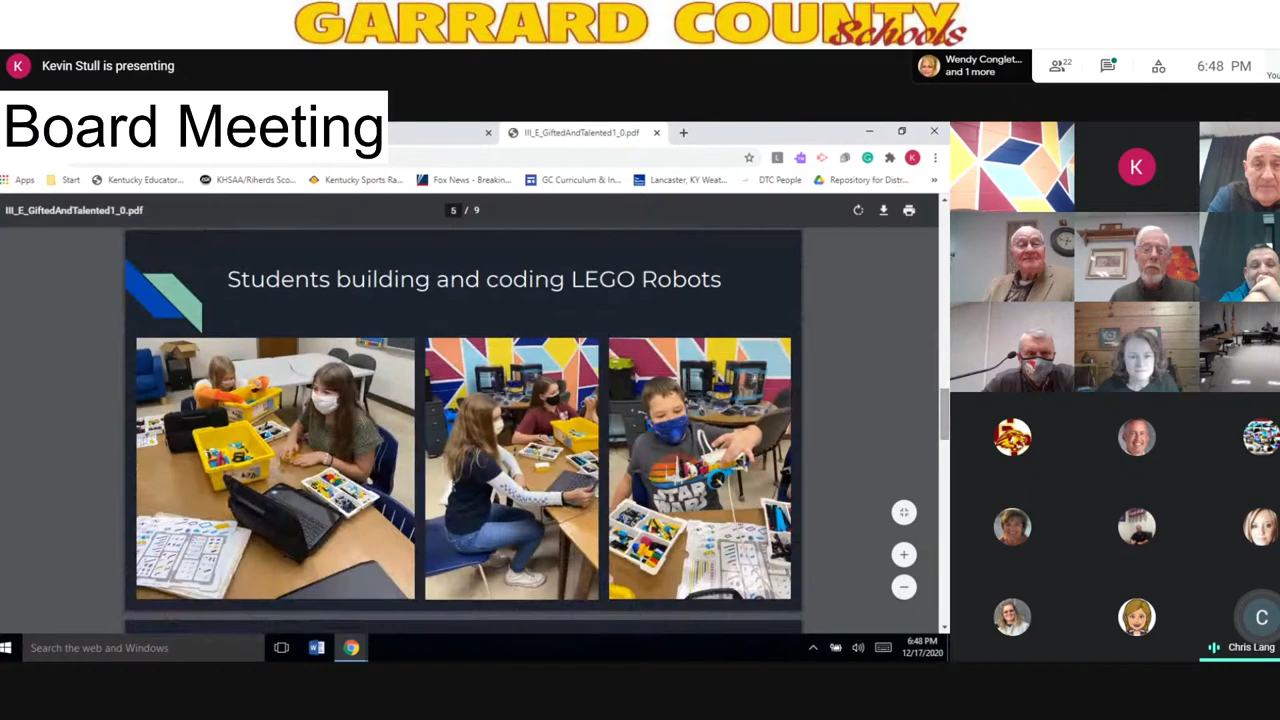 GARRARD COUNTY
Schools
Kevin Stull is presenting
K
Wendy Conglet...
and 1 more
22
6:48 PM
You
Board Meeting
III_E_GiftedAndTalented1_0.pdf
Apps
Start
Kentucky Educator...
KHSAA/Riherds Sco...
Kentucky Sports Ra...
Fox News - Breakin...
GC Curriculum & In...
Lancaster, KY Weat...
DTC People
Repository for Distr...
III_E_GiftedAndTalented1_0.pdf
5 / 9
Students building and coding LEGO Robots
STAR
WARS
K
K
C
Chris Lang
Search the web and Windows
6:48 PM
12/17/2020